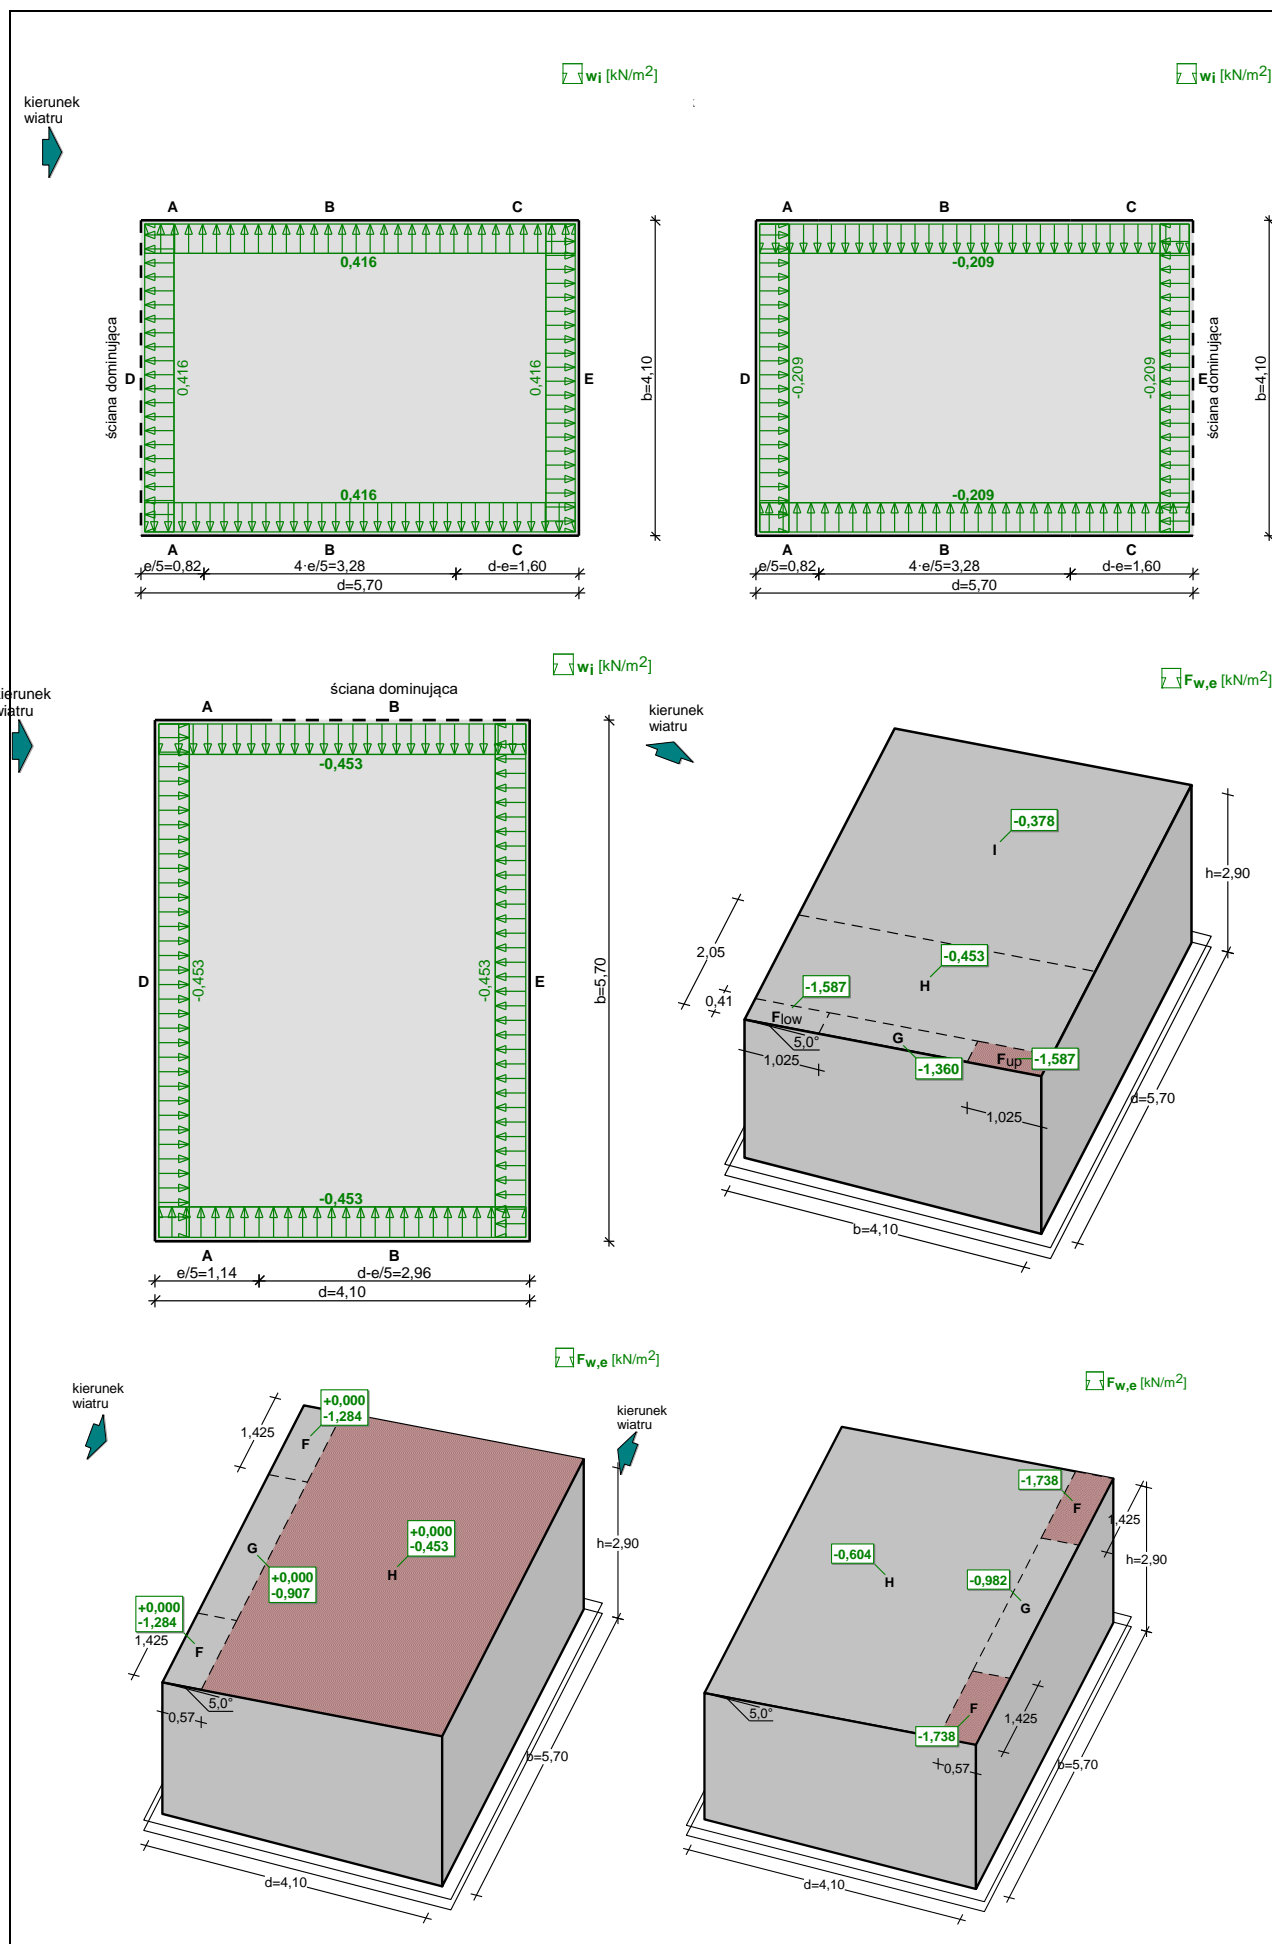 wi [kN/m2]
kierunek
wiatru
A B C
0,416
ściana dominująca
D
0,416
0,416
E
b=4,10
0,416
A B C
e/5=0,82 4·e/5=3,28 d-e=1,60
d=5,70
wi [kN/m2]
A B C
-0,209
D
-0,209
-0,209
E
ściana dominująca
b=4,10
-0,209
A B C
e/5=0,82 4·e/5=3,28 d-e=1,60
d=5,70
wi [kN/m2]
kierunek
wiatru
ściana dominująca
A B
-0,453
D
-0,453
-0,453
E
b=5,70
-0,453
A B
e/5=1,14 d-e/5=2,96
d=4,10
Fw,e [kN/m2]
kierunek
wiatru
-0,378
I
h=2,90
2,05
-0,453
H
-1,587
0,41
Flow
5,0°
G
Fup
-1,587
1,025
-1,360
1,025
d=5,70
b=4,10
Fw,e [kN/m2]
kierunek
wiatru
+0,000
-1,284
1,425
F
+0,000
-0,453
G
H
h=2,90
+0,000
-0,907
+0,000
-1,284
1,425
F
5,0°
0,57
b=5,70
d=4,10
Fw,e [kN/m2]
kierunek
wiatru
-1,738
F
1,425
h=2,90
-0,604
H
-0,982
G
F
5,0°
1,425
-1,738
0,57
b=5,70
d=4,10